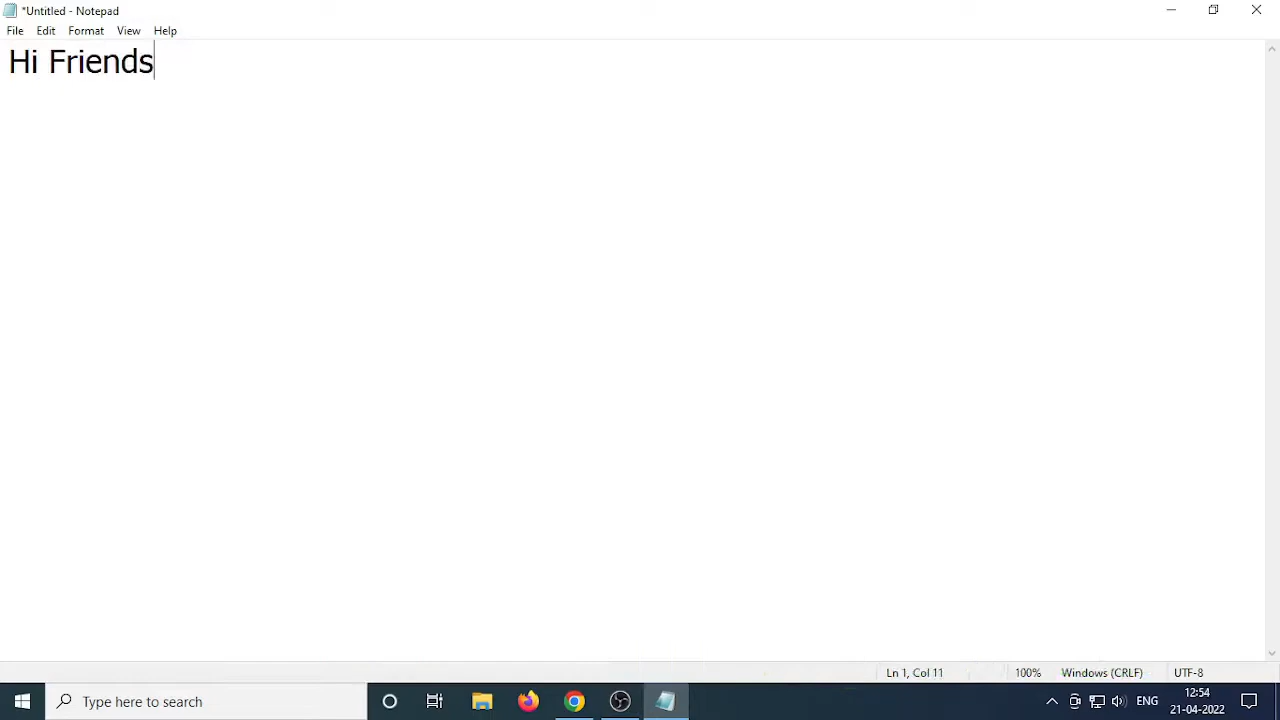 *Untitled - Notepad
File Edit Format View Help
Hi Friends
Ln 1, Col 11 100% Windows (CRLF) UTF-8
Type here to search ENG 12:54
21-04-2022